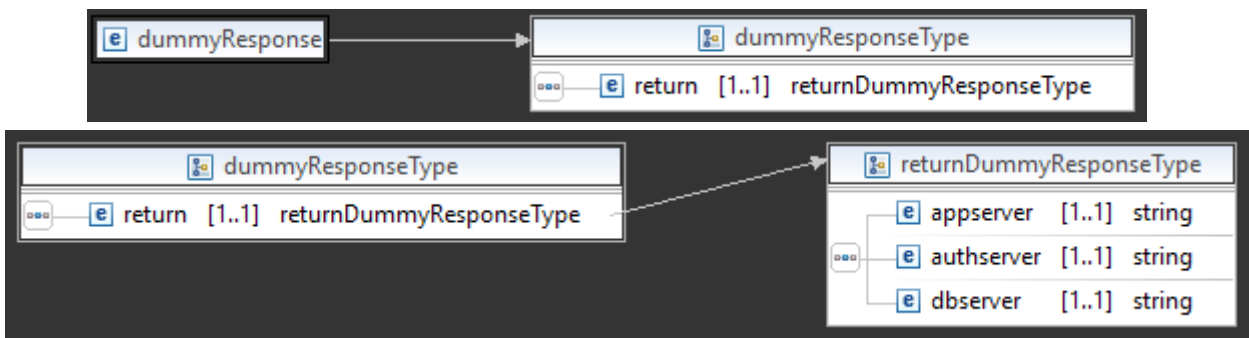 e dummyResponse
dummyResponseType
e return [1..1] returnDummyResponseType
dummyResponseType
e return [1..1] returnDummyResponseType
returnDummyResponseType
e appserver [1..1] string
e authserver [1..1] string
e dbserver [1..1] string